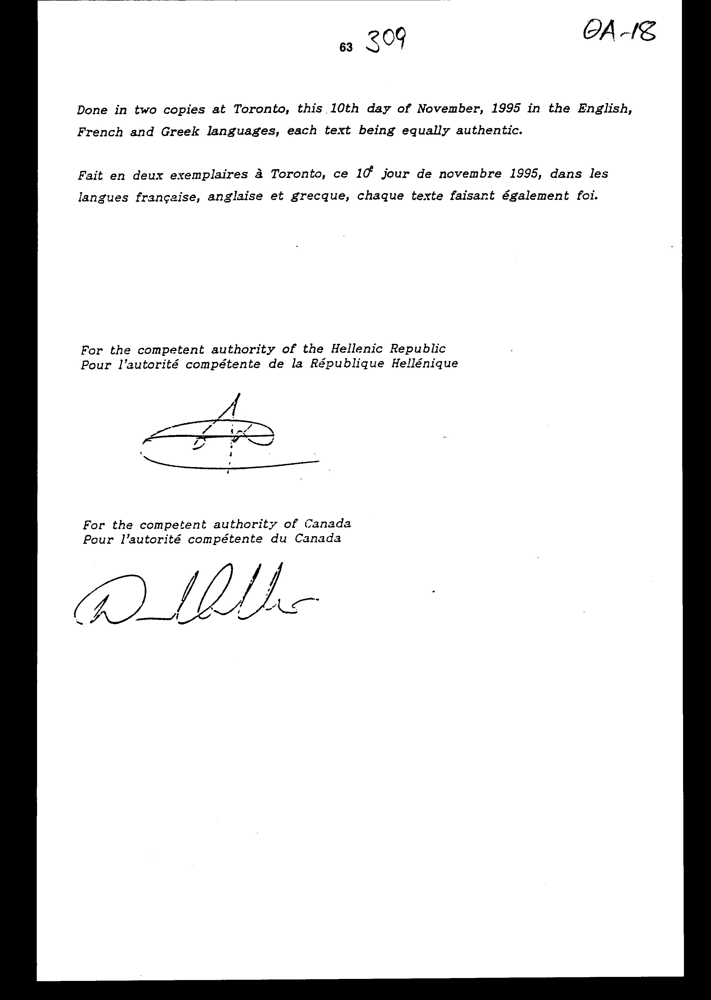 63 309
ΘA-18
Done in two copies at Toronto, this 10th day of November, 1995 in the English,
French and Greek languages, each text being equally authentic.
Fait en deux exemplaires à Toronto, ce 10e jour de novembre 1995, dans les
langues française, anglaise et grecque, chaque texte faisant également foi.
For the competent authority of the Hellenic Republic
Pour l'autorité compétente de la République Hellénique
For the competent authority of Canada
Pour l'autorité compétente du Canada